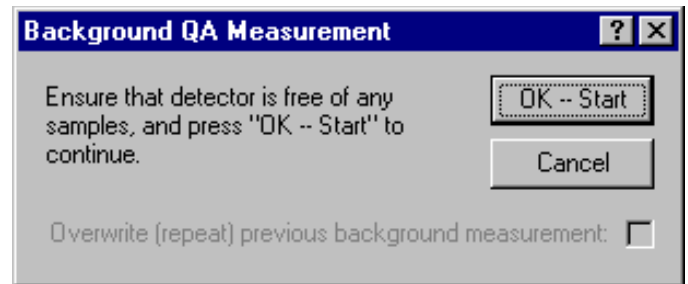 Background QA Measurement
Ensure that detector is free of any
samples, and press "OK -- Start" to
continue.
OK -- Start
Cancel
Overwrite (repeat) previous background measurement: